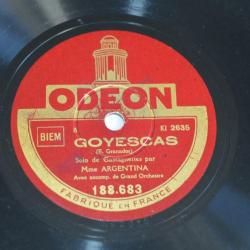 ODEON
BIEM
KI 2635
GOYESCAS
(E. Granados)
Solo de Castagnettes par
Mme ARGENTINA
Avec accomp. de Grand Orchestre
188.683
FABRIQUÉ EN FRANCE